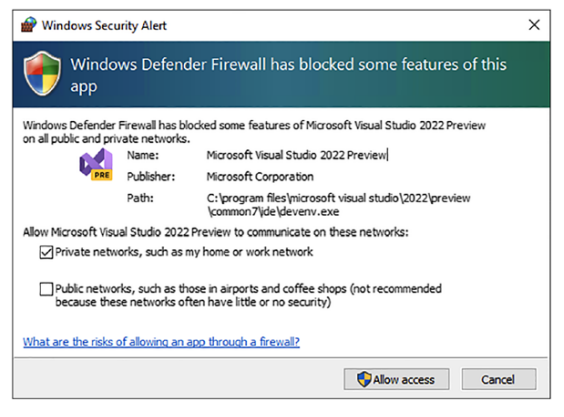 Windows Security Alert
Windows Defender Firewall has blocked some features of this
app
Windows Defender Firewall has blocked some features of Microsoft Visual Studio 2022 Preview
on all public and private networks.
PRE
Name: Microsoft Visual Studio 2022 Preview
Publisher: Microsoft Corporation
Path: C:\program files\microsoft visual studio\2022\preview
\common7\ide\devenv.exe
Allow Microsoft Visual Studio 2022 Preview to communicate on these networks:
Private networks, such as my home or work network
Public networks, such as those in airports and coffee shops (not recommended
because these networks often have little or no security)
What are the risks of allowing an app through a firewall?
Allow access Cancel